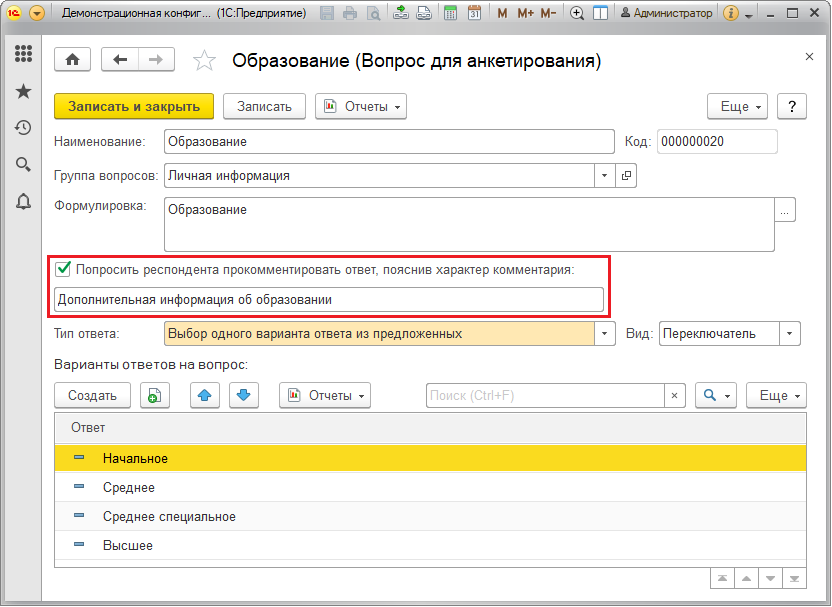 Демонстрационная конфиг... (1С:Предприятие) 31 M M+ M- Администратор
Образование (Вопрос для анкетирования)
Записать и закрыть Записать Отчеты Еще ?
Наименование: Образование Код: 000000020
Группа вопросов: Личная информация
Формулировка: Образование ...
Попросить респондента прокомментировать ответ, пояснив характер комментария:
Дополнительная информация об образовании
Тип ответа: Выбор одного варианта ответа из предложенных Вид: Переключатель
Варианты ответов на вопрос:
Создать Отчеты Поиск (Ctrl+F) × Еще
Ответ
Начальное
Среднее
Среднее специальное
Высшее